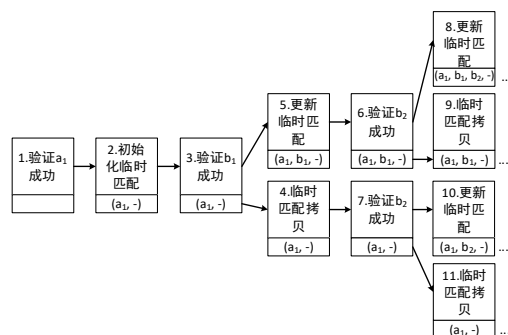 1.验证a₁
成功
2.初始
化临时
匹配
(a₁, -)
3.验证b₁
成功
(a₁, -)
5.更新
临时匹
配
(a₁, b₁, -)
4.临时
匹配拷
贝
(a₁, -)
6.验证b₂
成功
(a₁, b₁, -)
7.验证b₂
成功
(a₁, -)
8.更新
临时匹
配
(a₁, b₁, b₂, -)
...
9.临时
匹配拷
贝
(a₁, b₁, -)
...
10.更新
临时匹
配
(a₁, b₂, -)
...
11.临时
匹配拷
贝
(a₁, -)
...